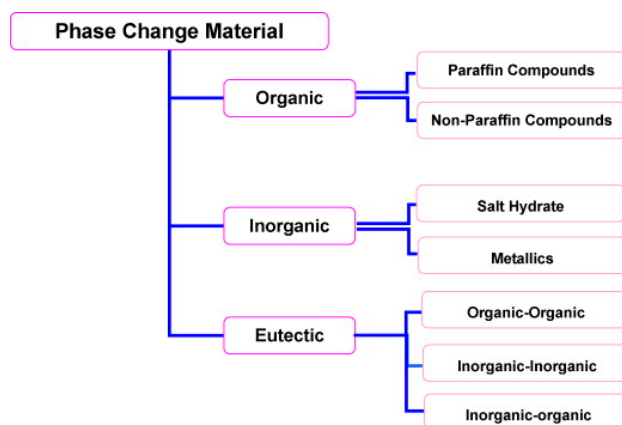 Phase Change Material
Organic
Paraffin Compounds
Non-Paraffin Compounds
Inorganic
Salt Hydrate
Metallics
Eutectic
Organic-Organic
Inorganic-Inorganic
Inorganic-organic